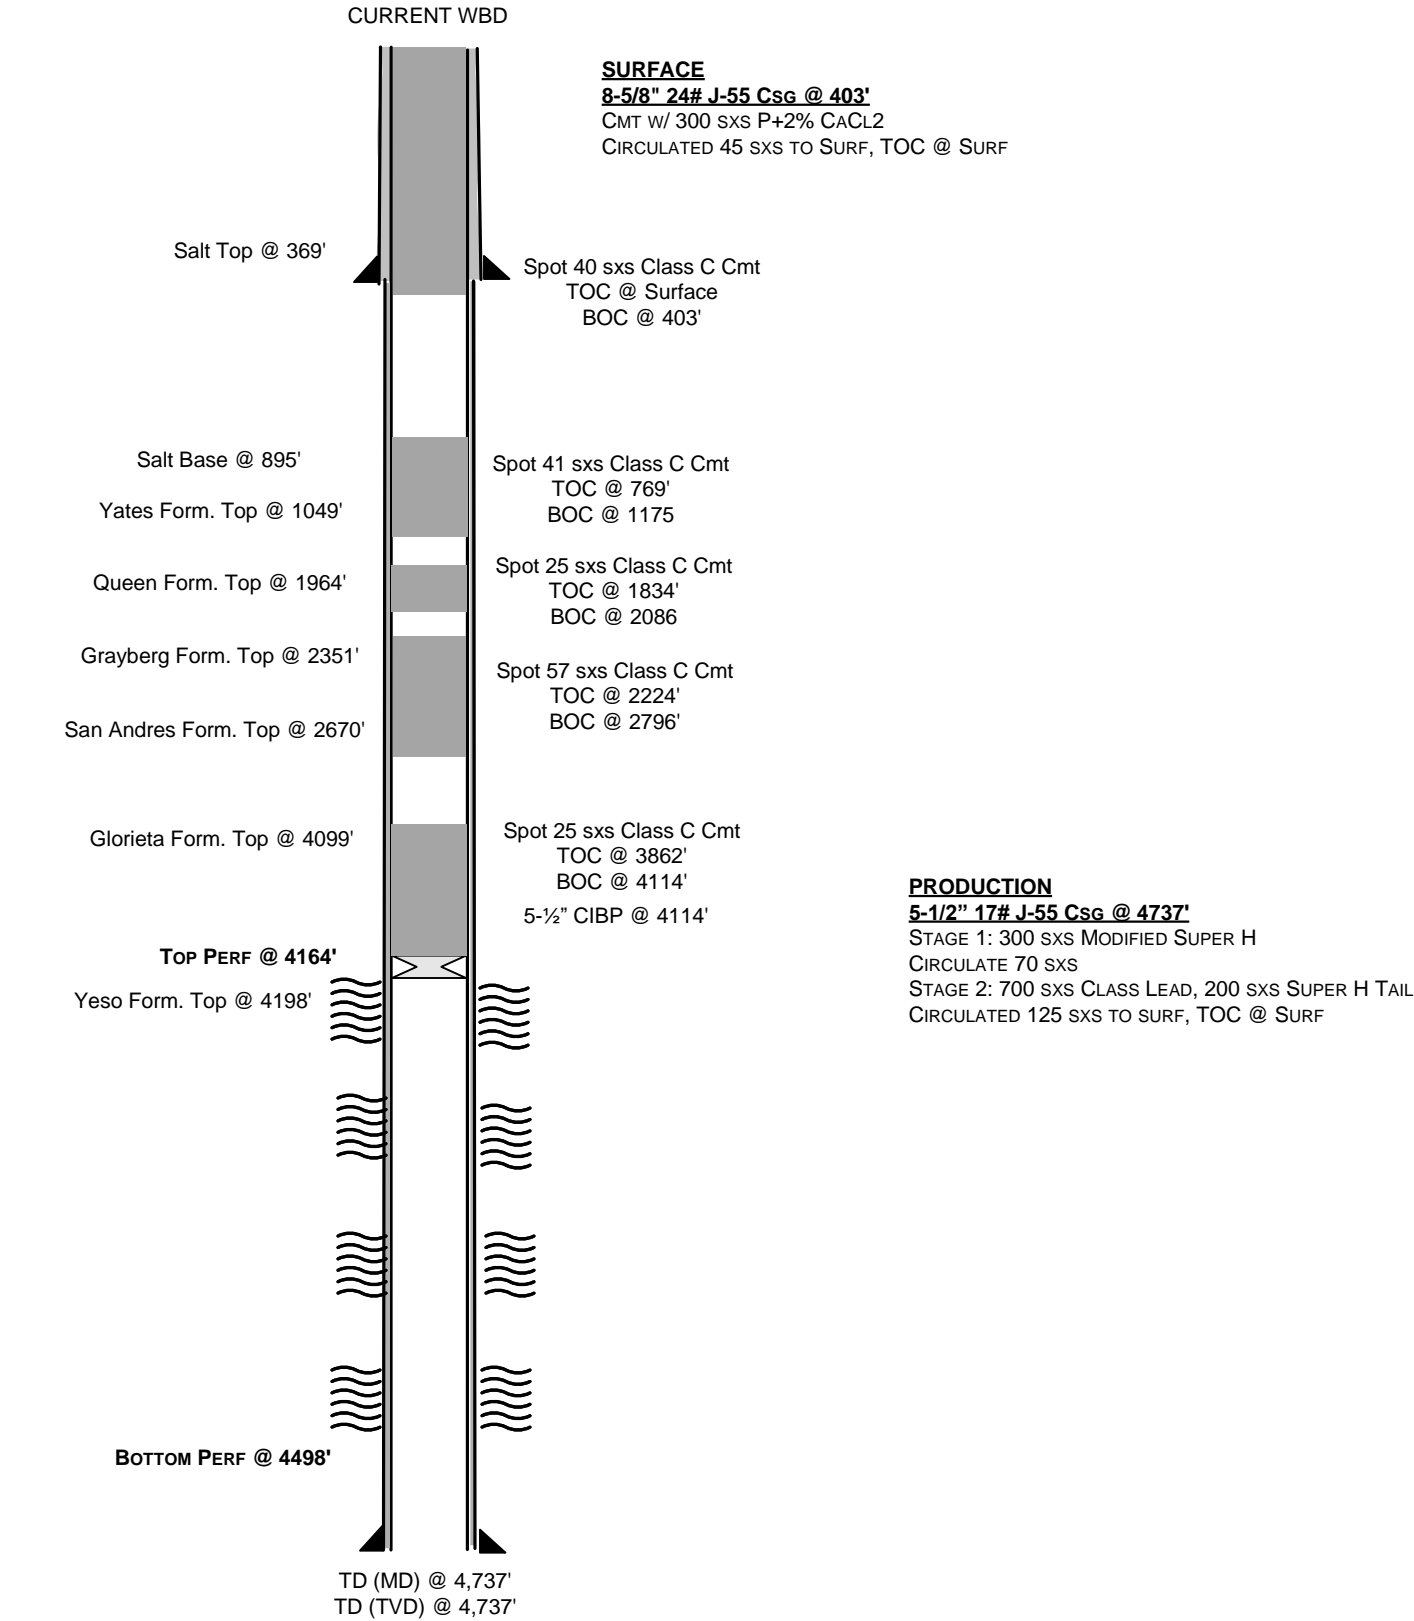 CURRENT WBD
SURFACE
8-5/8" 24# J-55 CSG @ 403'
CMT W/ 300 SXS P+2% CACL2
CIRCULATED 45 SXS TO SURF, TOC @ SURF
Salt Top @ 369'
Spot 40 sxs Class C Cmt
TOC @ Surface
BOC @ 403'
Salt Base @ 895'
Yates Form. Top @ 1049'
Spot 41 sxs Class C Cmt
TOC @ 769'
BOC @ 1175
Queen Form. Top @ 1964'
Spot 25 sxs Class C Cmt
TOC @ 1834'
BOC @ 2086
Grayberg Form. Top @ 2351'
San Andres Form. Top @ 2670'
Spot 57 sxs Class C Cmt
TOC @ 2224'
BOC @ 2796'
Glorieta Form. Top @ 4099'
Spot 25 sxs Class C Cmt
TOC @ 3862'
BOC @ 4114'
5-½” CIBP @ 4114'
PRODUCTION
5-1/2” 17# J-55 CSG @ 4737'
STAGE 1: 300 SXS MODIFIED SUPER H
CIRCULATE 70 SXS
STAGE 2: 700 SXS CLASS LEAD, 200 SXS SUPER H TAIL
CIRCULATED 125 SXS TO SURF, TOC @ SURF
TOP PERF @ 4164'
Yeso Form. Top @ 4198'
BOTTOM PERF @ 4498'
TD (MD) @ 4,737'
TD (TVD) @ 4,737'